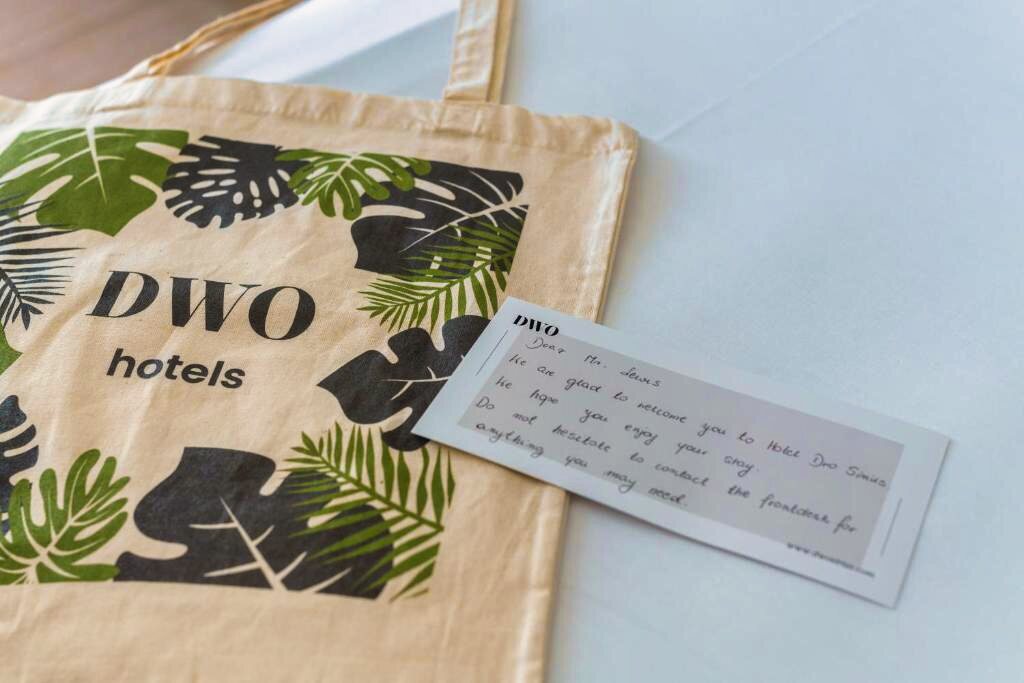 DWO
hotels
DWO
Dear Mr. Lewis
We are glad to welcome you to Hotel Dwo Sirius
We hope you enjoy your stay.
Do not hesitate to contact the frontdesk for
anything you may need.